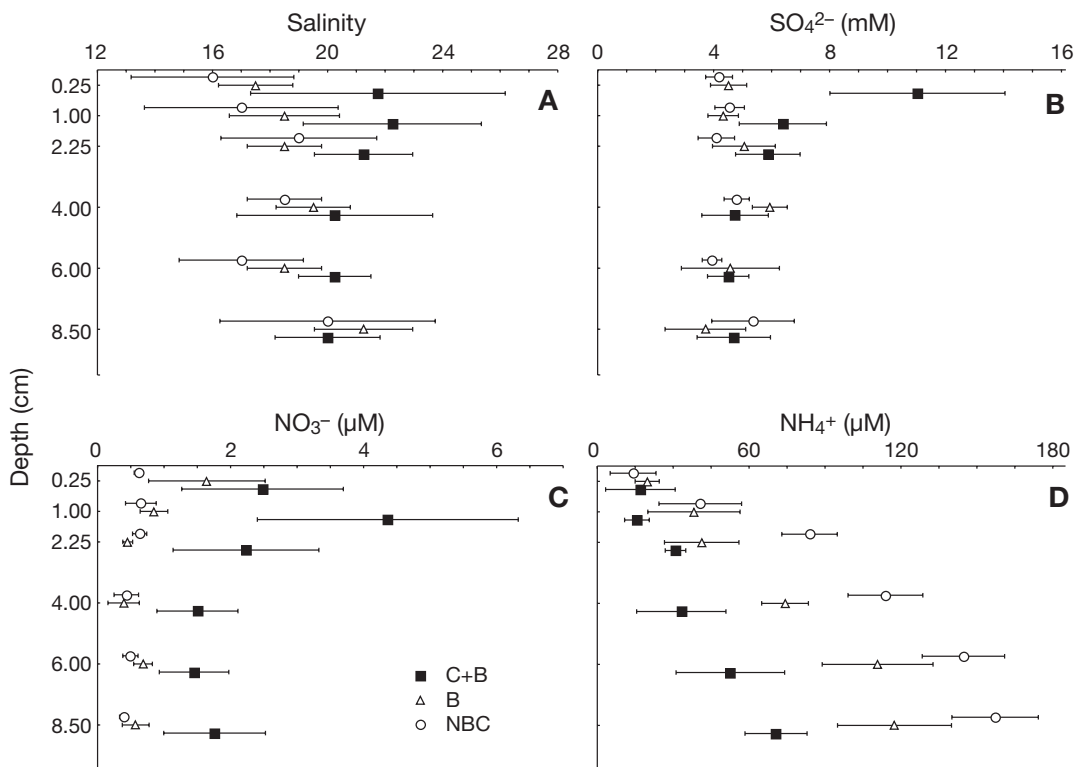 Salinity
12 16 20 24 28
0.25
1.00
2.25
4.00
6.00
8.50
A
SO₄²⁻ (mM)
0 4 8 12 16
B
Depth (cm)
NO₃⁻ (µM)
0 2 4 6
0.25
1.00
2.25
4.00
6.00
8.50
C
C+B
B
NBC
NH₄⁺ (µM)
0 60 120 180
D